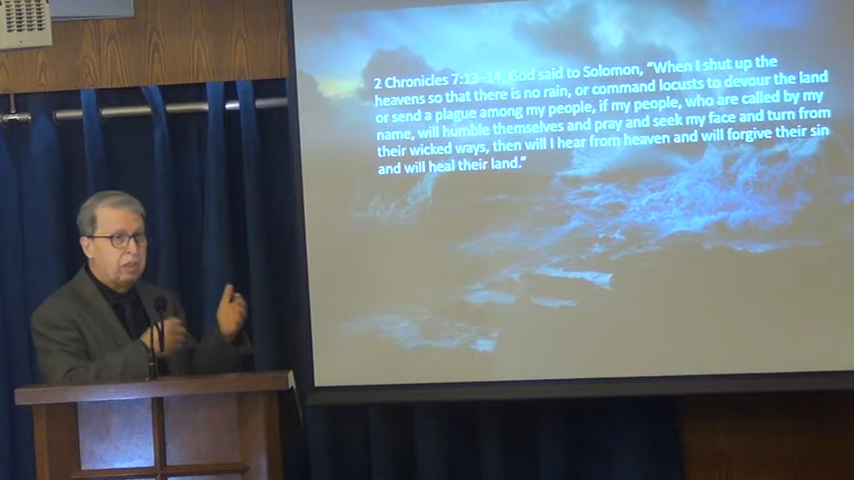 2 Chronicles 7:13–14, God said to Solomon, "When I shut up the
heavens so that there is no rain, or command locusts to devour the land
or send a plague among my people, if my people, who are called by my
name, will humble themselves and pray and seek my face and turn from
their wicked ways, then will I hear from heaven and will forgive their sin
and will heal their land."